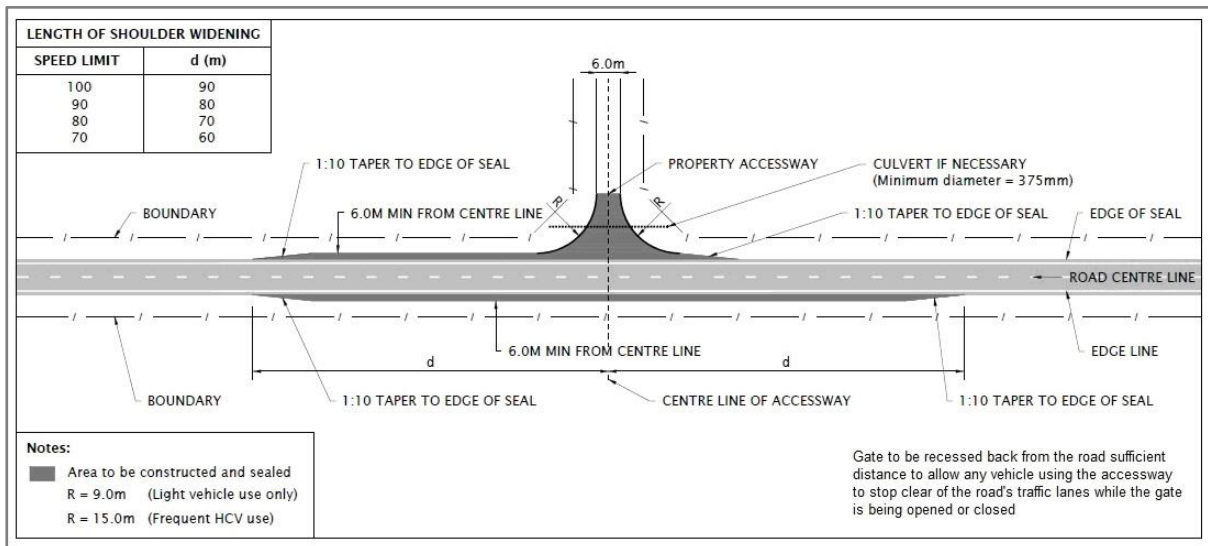 LENGTH OF SHOULDER WIDENING
SPEED LIMIT d (m)
100 90
90 80
80 70
70 60
6.0m
1:10 TAPER TO EDGE OF SEAL
PROPERTY ACCESSWAY
CULVERT IF NECESSARY
(Minimum diameter = 375mm)
R
R
BOUNDARY
6.0M MIN FROM CENTRE LINE
1:10 TAPER TO EDGE OF SEAL
EDGE OF SEAL
ROAD CENTRE LINE
6.0M MIN FROM CENTRE LINE
EDGE LINE
d
d
BOUNDARY
1:10 TAPER TO EDGE OF SEAL
CENTRE LINE OF ACCESSWAY
1:10 TAPER TO EDGE OF SEAL
Notes:
Area to be constructed and sealed
R = 9.0m (Light vehicle use only)
R = 15.0m (Frequent HCV use)
Gate to be recessed back from the road sufficient
distance to allow any vehicle using the accessway
to stop clear of the road's traffic lanes while the gate
is being opened or closed